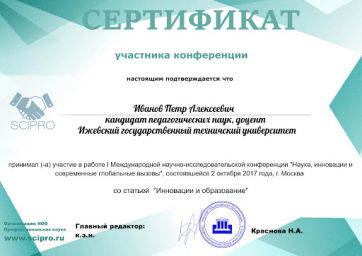 СЕРТИФИКАТ
участника конференции
настоящим подтверждается что
Иванов Петр Алексеевич
кандидат педагогических наук, доцент
Ижевский государственный технический университет
SCIPRO
принимал (-а) участие в работе I Международной научно-исследовательской конференции "Наука, инновации и
современные глобальные вызовы", состоявшейся 2 октября 2017 года, г. Москва
со статьей "Инновации и образование"
Организация НОО
Профессиональная наука
www.scipro.ru
Главный редактор:
к.э.н.
Краснова Н.А.